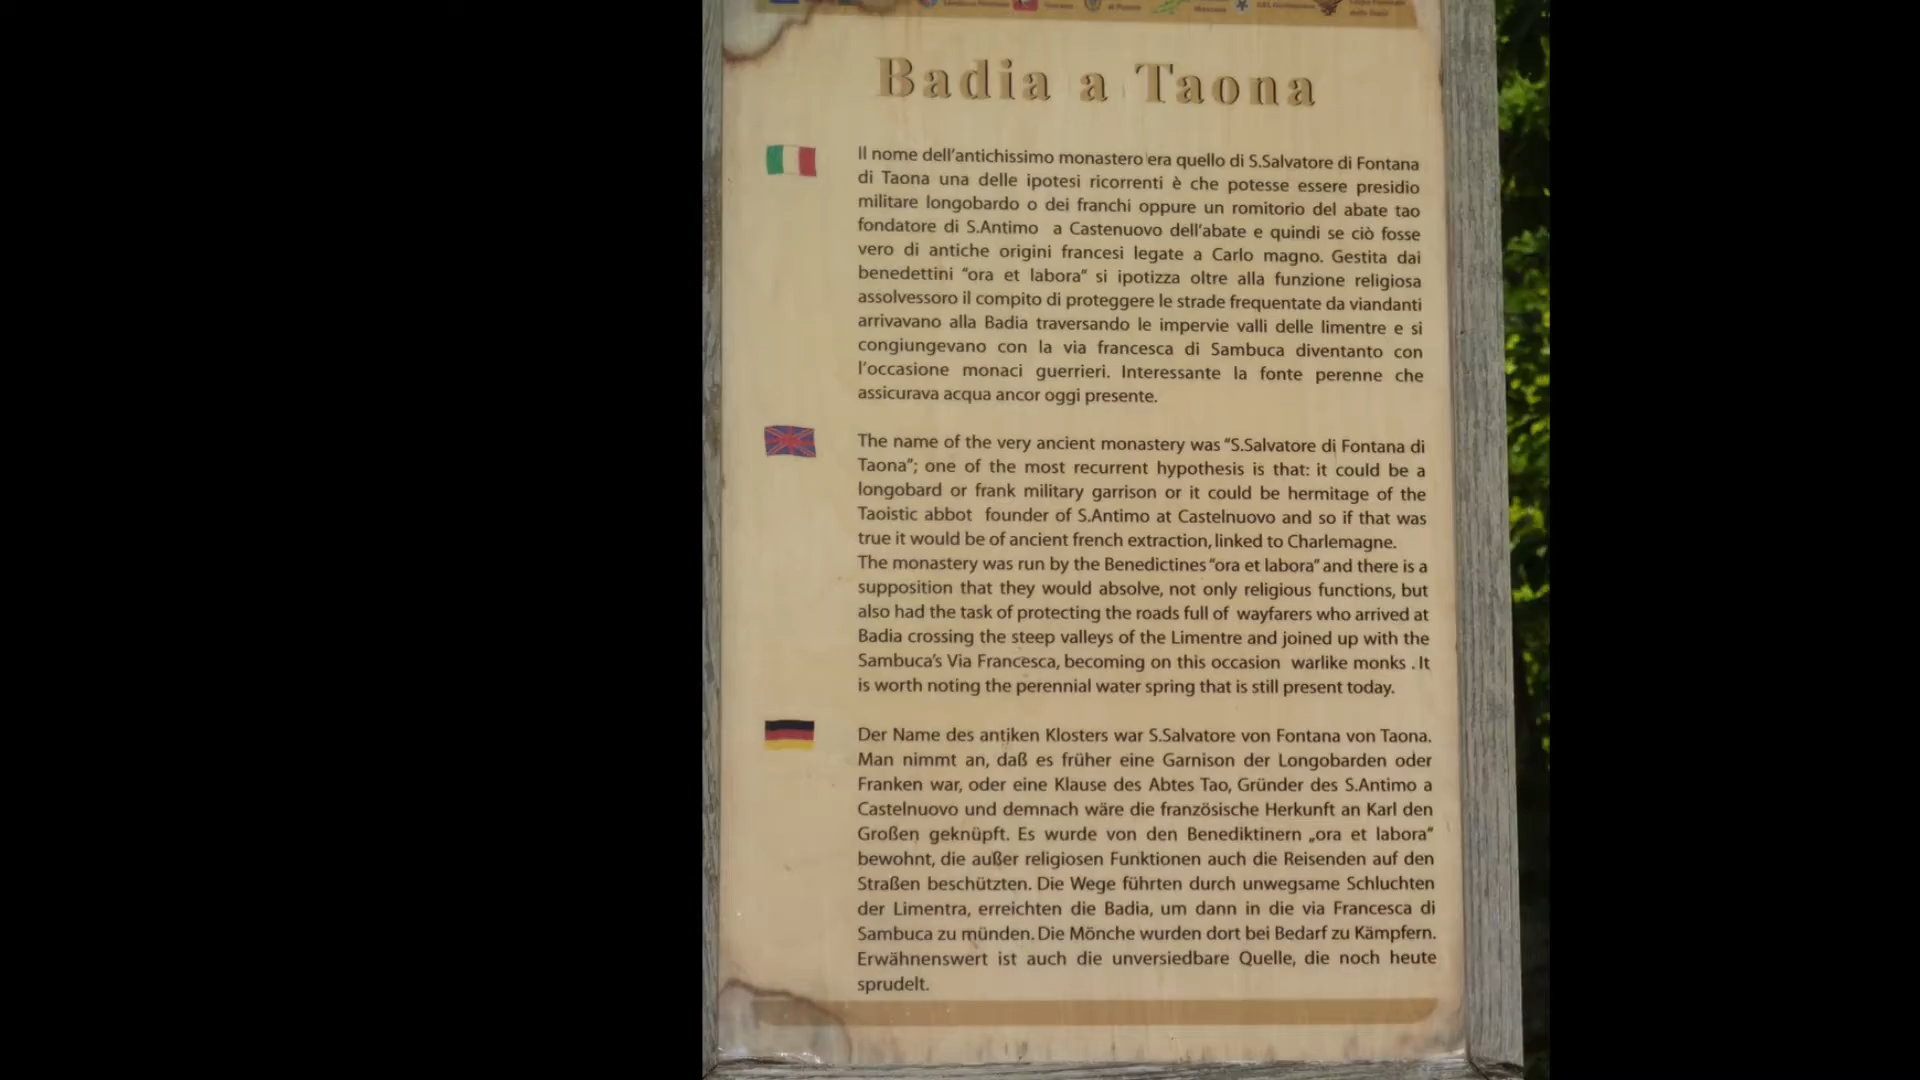 Badia a Taona
Il nome dell'antichissimo monastero era quello di S.Salvatore di Fontana
di Taona una delle ipotesi ricorrenti è che potesse essere presidio
militare longobardo o dei franchi oppure un romitorio del abate tao
fondatore di S.Antimo a Castenuovo dell'abate e quindi se ciò fosse
vero di antiche origini francesi legate a Carlo magno. Gestita dai
benedettini "ora et labora" si ipotizza oltre alla funzione religiosa
assolvessoro il compito di proteggere le strade frequentate da viandanti
arrivavano alla Badia traversando le impervie valli delle limentre e si
congiungevano con la via francesca di Sambuca diventanto con
l'occasione monaci guerrieri. Interessante la fonte perenne che
assicurava acqua ancor oggi presente.
The name of the very ancient monastery was "S.Salvatore di Fontana di
Taona"; one of the most recurrent hypothesis is that: it could be a
longobard or frank military garrison or it could be hermitage of the
Taoistic abbot founder of S.Antimo at Castelnuovo and so if that was
true it would be of ancient french extraction, linked to Charlemagne.
The monastery was run by the Benedictines "ora et labora" and there is a
supposition that they would absolve, not only religious functions, but
also had the task of protecting the roads full of wayfarers who arrived at
Badia crossing the steep valleys of the Limentre and joined up with the
Sambuca's Via Francesca, becoming on this occasion warlike monks . It
is worth noting the perennial water spring that is still present today.
Der Name des antiken Klosters war S.Salvatore von Fontana von Taona.
Man nimmt an, daß es früher eine Garnison der Longobarden oder
Franken war, oder eine Klause des Abtes Tao, Gründer des S.Antimo a
Castelnuovo und demnach wäre die französische Herkunft an Karl den
Großen geknüpft. Es wurde von den Benediktinern „ora et labora"
bewohnt, die außer religiosen Funktionen auch die Reisenden auf den
Straßen beschützten. Die Wege führten durch unwegsame Schluchten
der Limentra, erreichten die Badia, um dann in die via Francesca di
Sambuca zu münden. Die Mönche wurden dort bei Bedarf zu Kämpfern.
Erwähnenswert ist auch die unversiedbare Quelle, die noch heute
sprudelt.